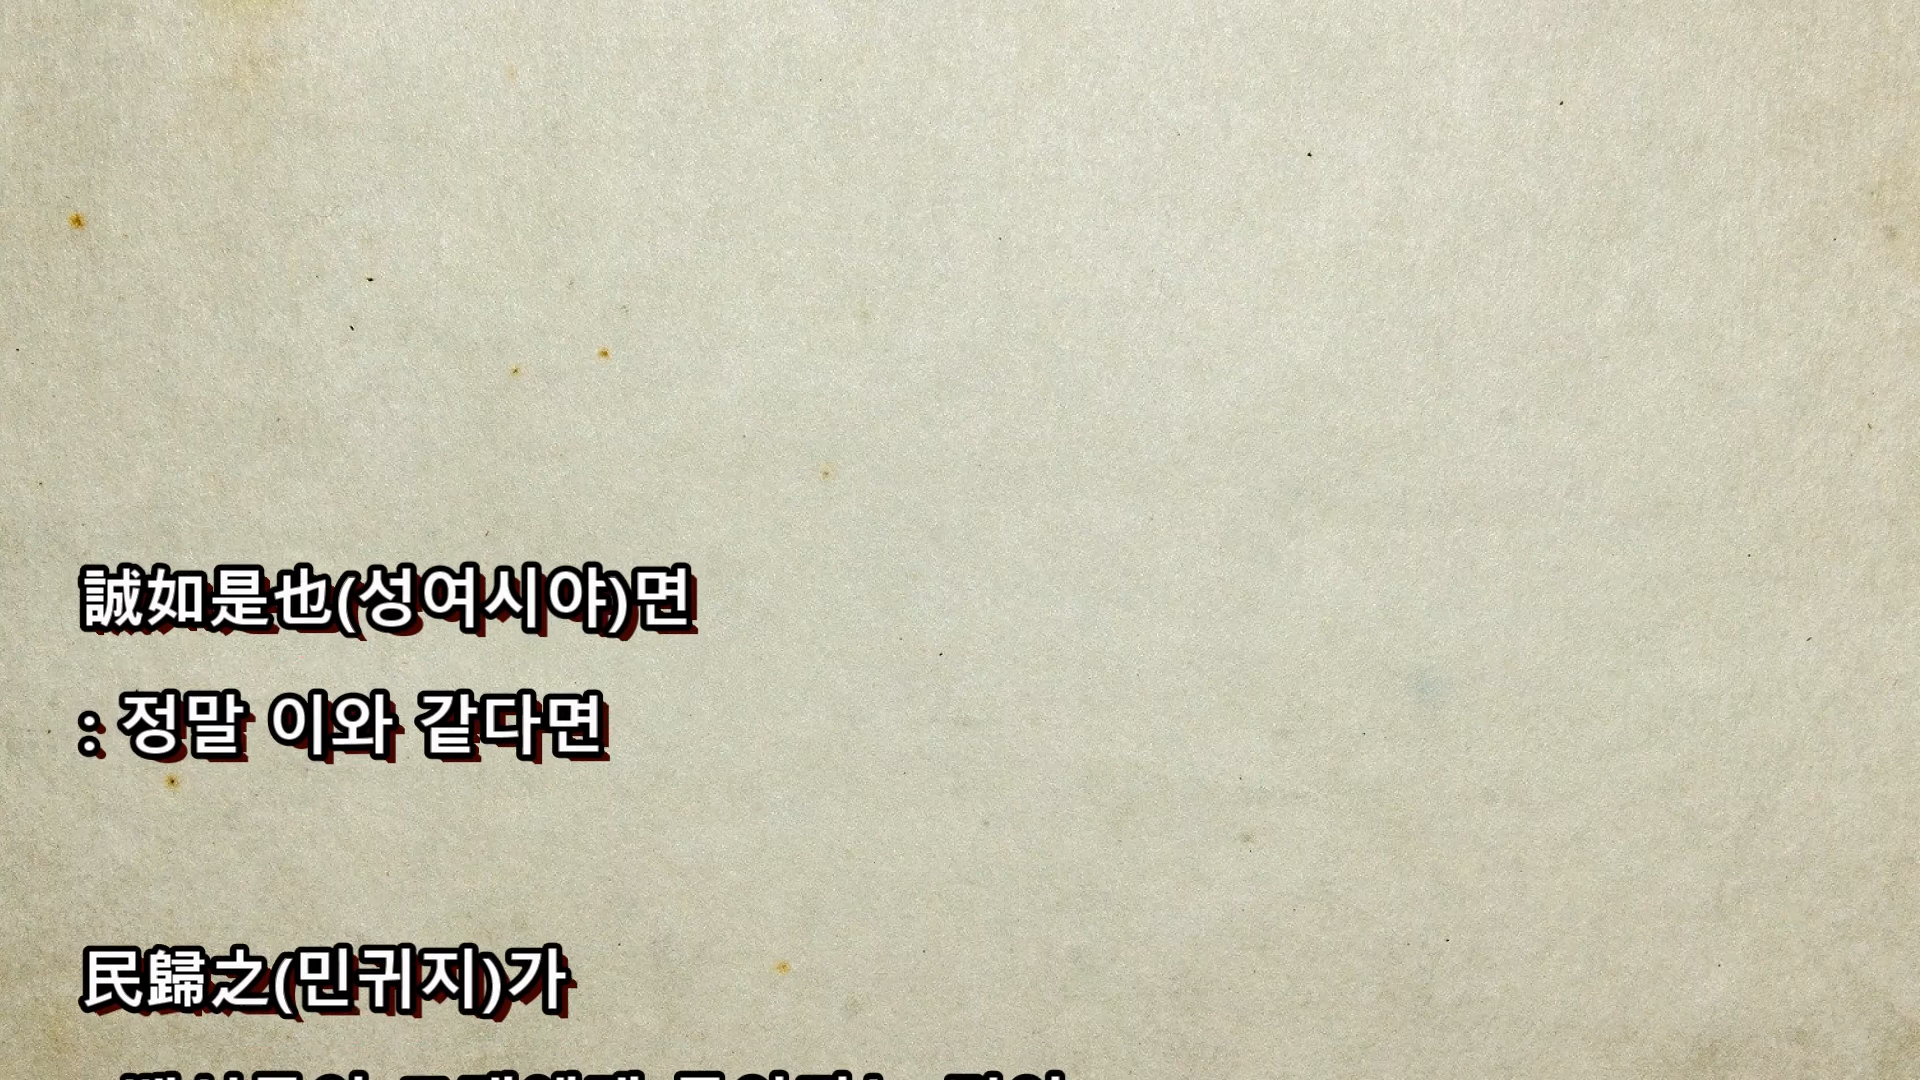 誠如是也(성여시야)면
: 정말 이와 같다면
民歸之(민귀지)가